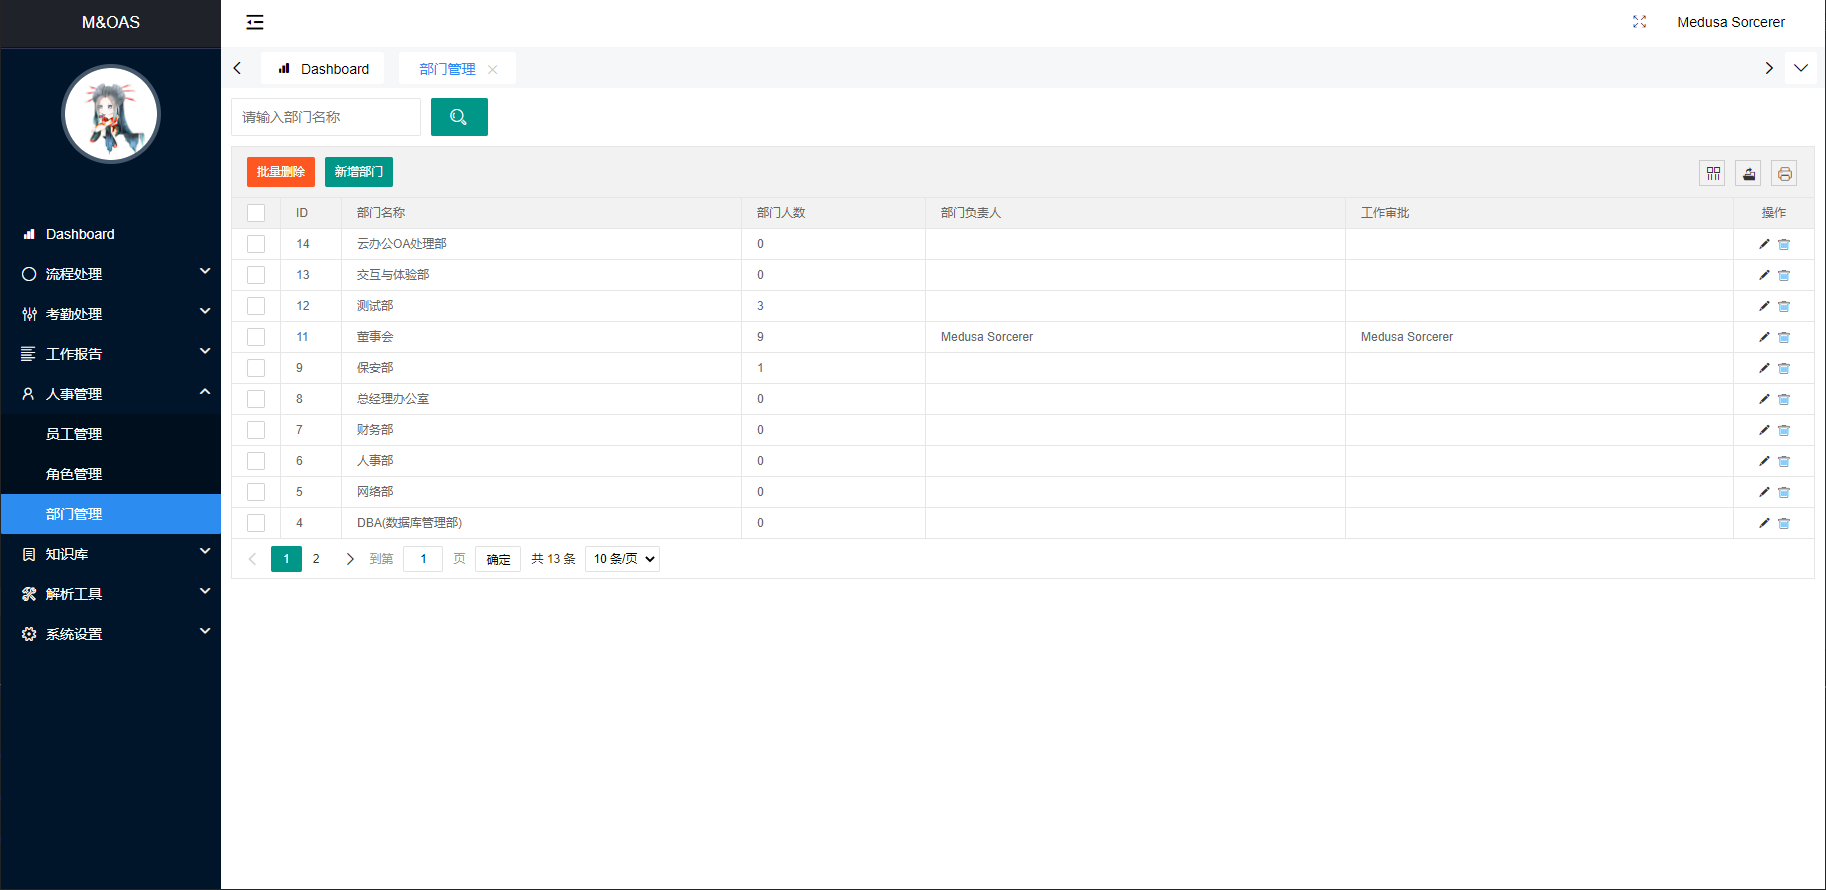 M&OAS
Medusa Sorcerer
Dashboard
部门管理
请输入部门名称
批量删除 新增部门
Dashboard
流程处理
考勤处理
工作报告
人事管理
员工管理
角色管理
部门管理
知识库
解析工具
系统设置
ID 部门名称 部门人数 部门负责人 工作审批 操作
14 云办公OA处理部 0
13 交互与体验部 0
12 测试部 3
11 董事会 9 Medusa Sorcerer Medusa Sorcerer
9 保安部 1
8 总经理办公室 0
7 财务部 0
6 人事部 0
5 网络部 0
4 DBA(数据库管理部) 0
1 2 到第 1 页 确定 共 13 条 10 条/页